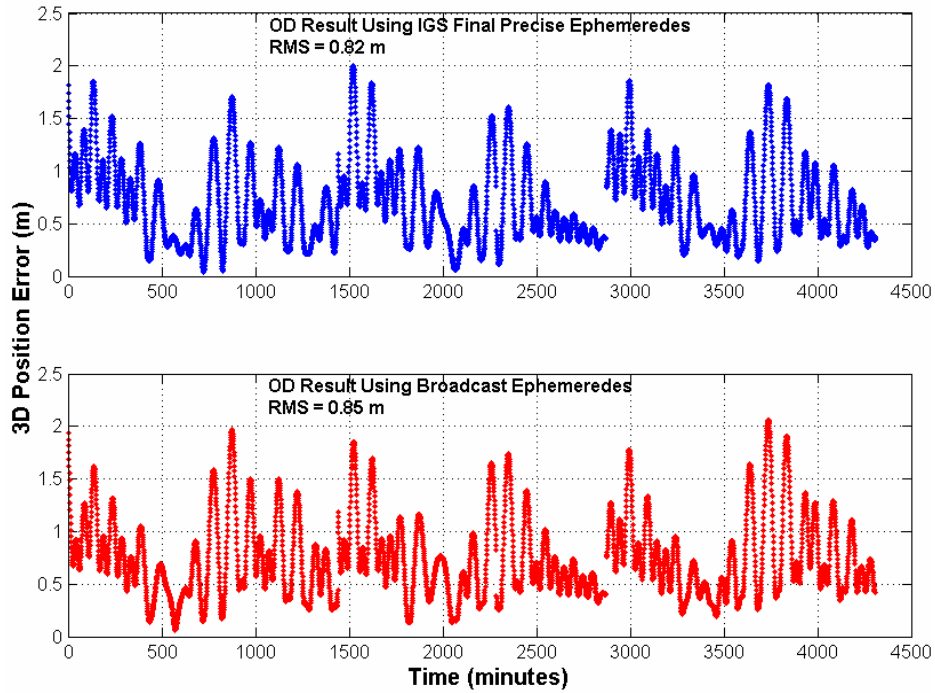 OD Result Using IGS Final Precise Ephemeredes
RMS = 0.82 m
2.5
2
1.5
1
0.5
0
0 500 1000 1500 2000 2500 3000 3500 4000 4500
3D Position Error (m)
OD Result Using Broadcast Ephemeredes
RMS = 0.85 m
2.5
2
1.5
1
0.5
0
0 500 1000 1500 2000 2500 3000 3500 4000 4500
Time (minutes)